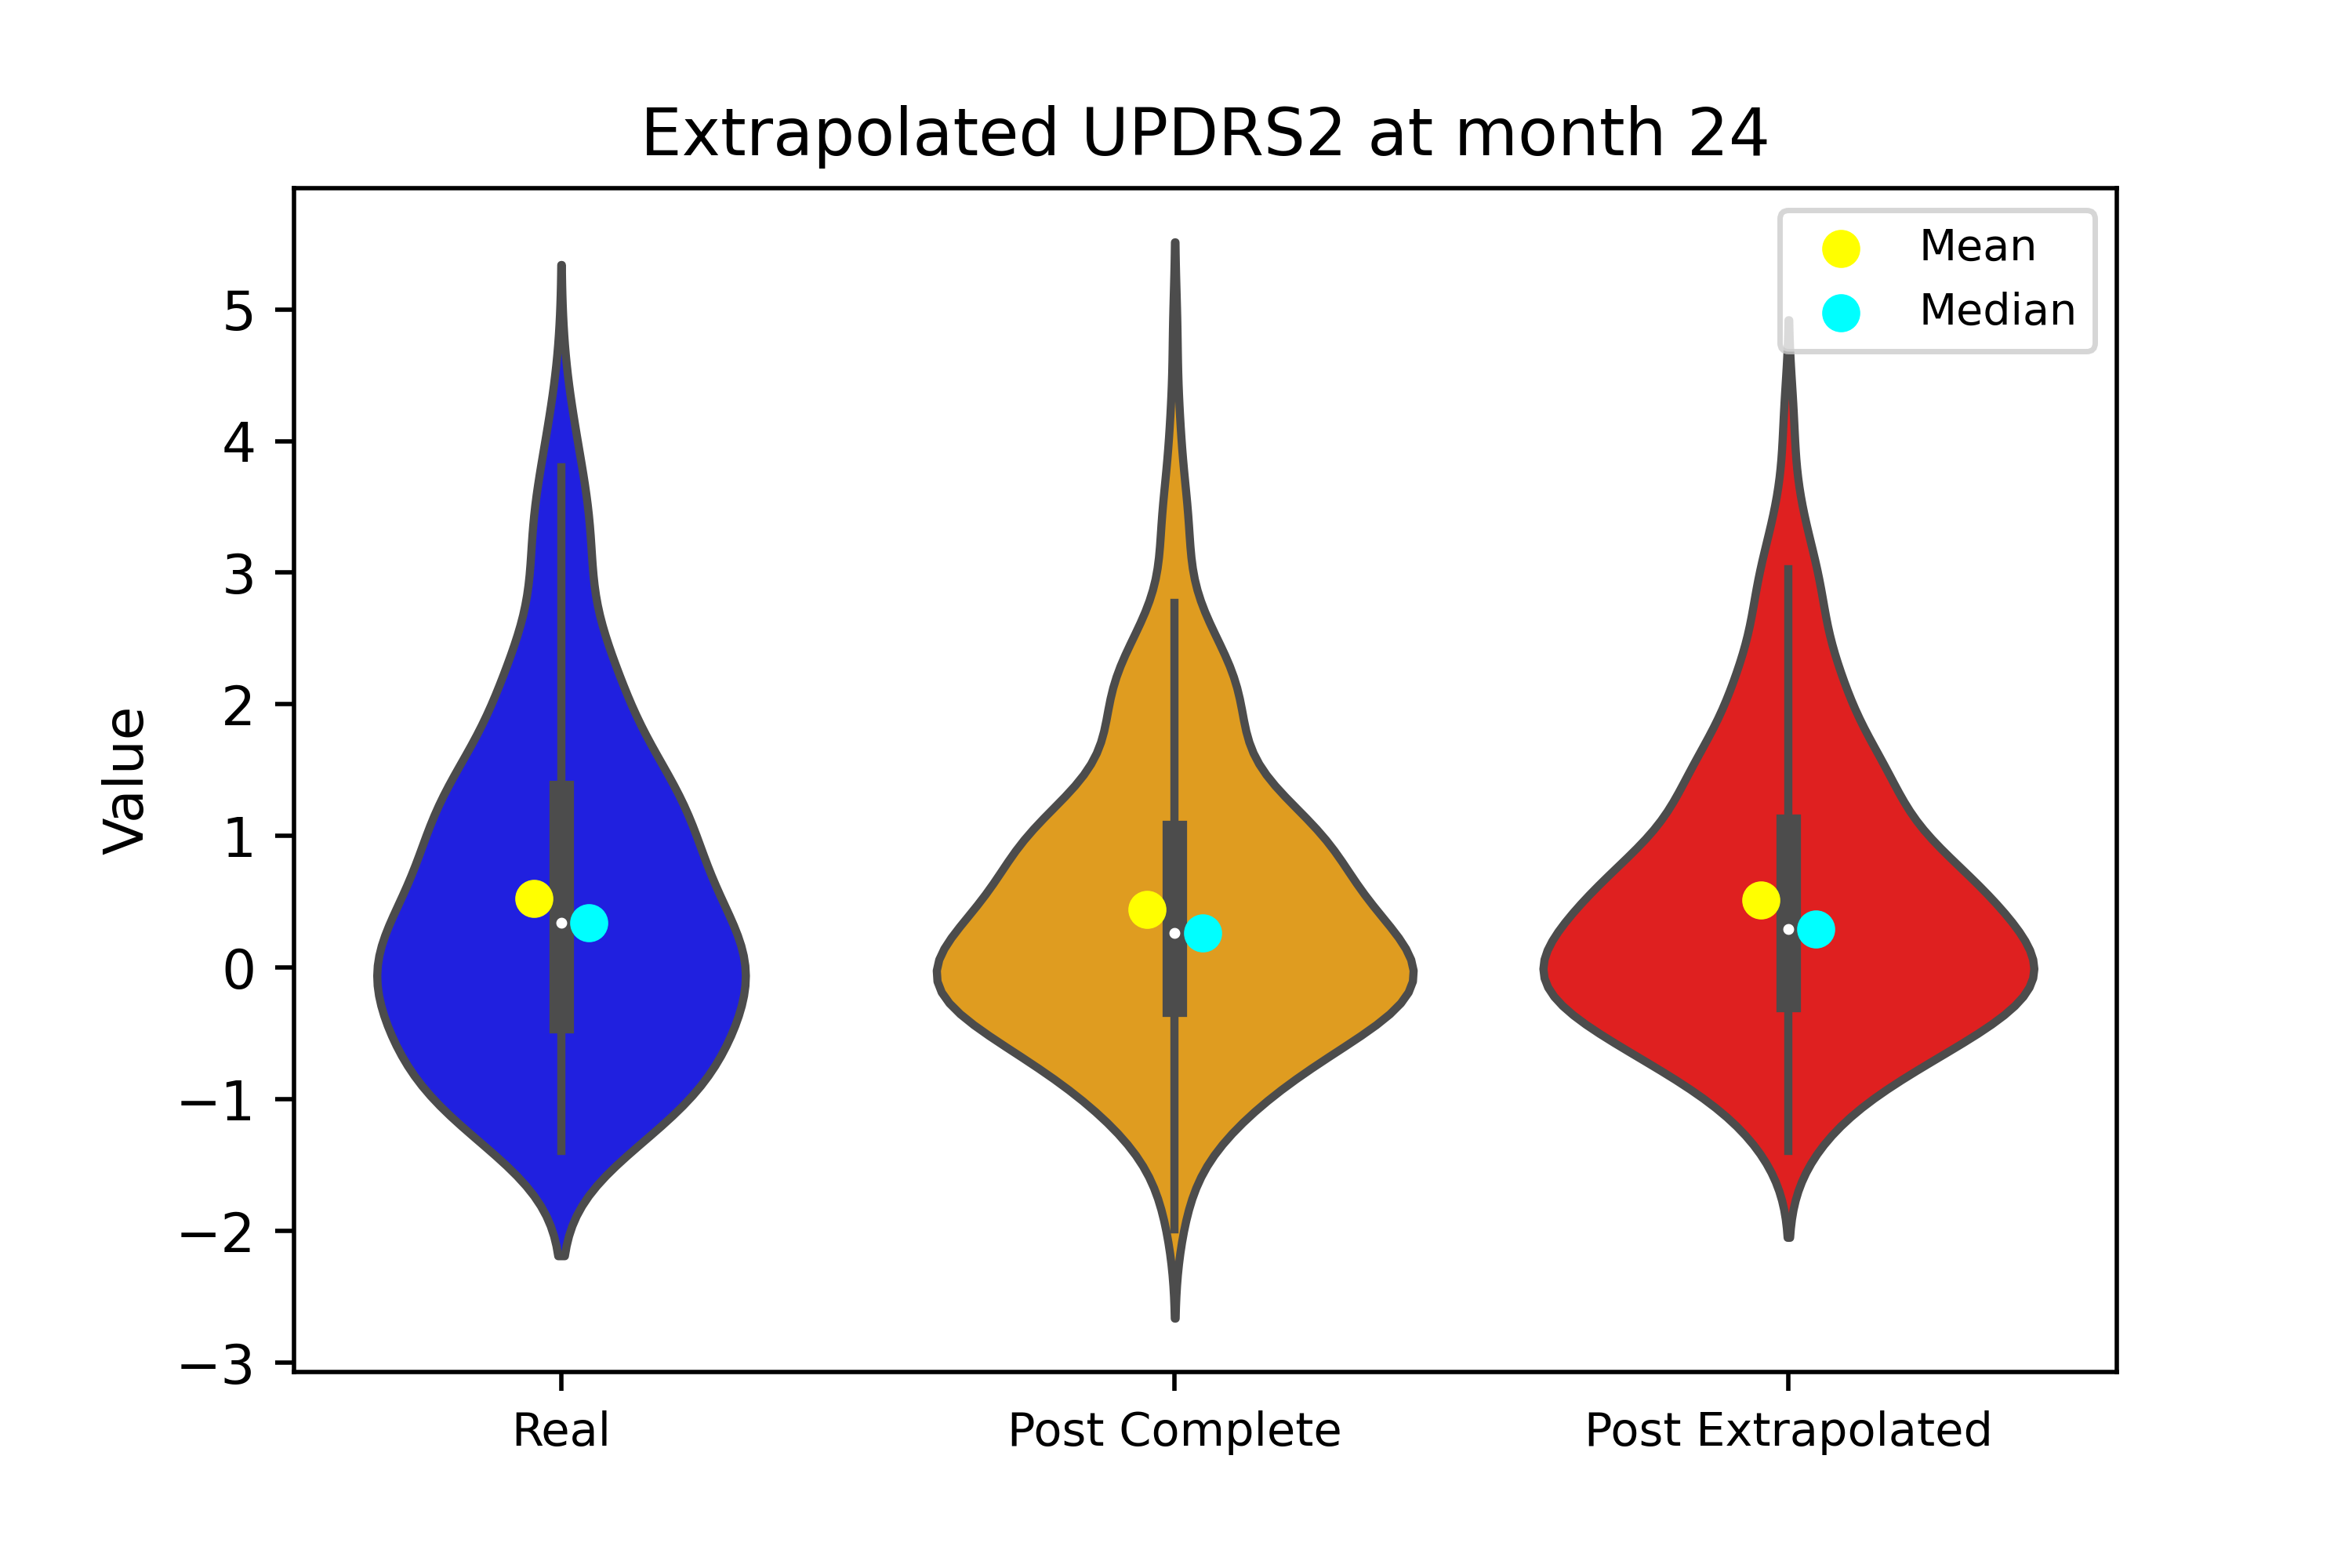 Extrapolated UPDRS2 at month 24
Mean
Median
5
4
3
2
1
0
−1
−2
−3
Value
Real
Post Complete
Post Extrapolated